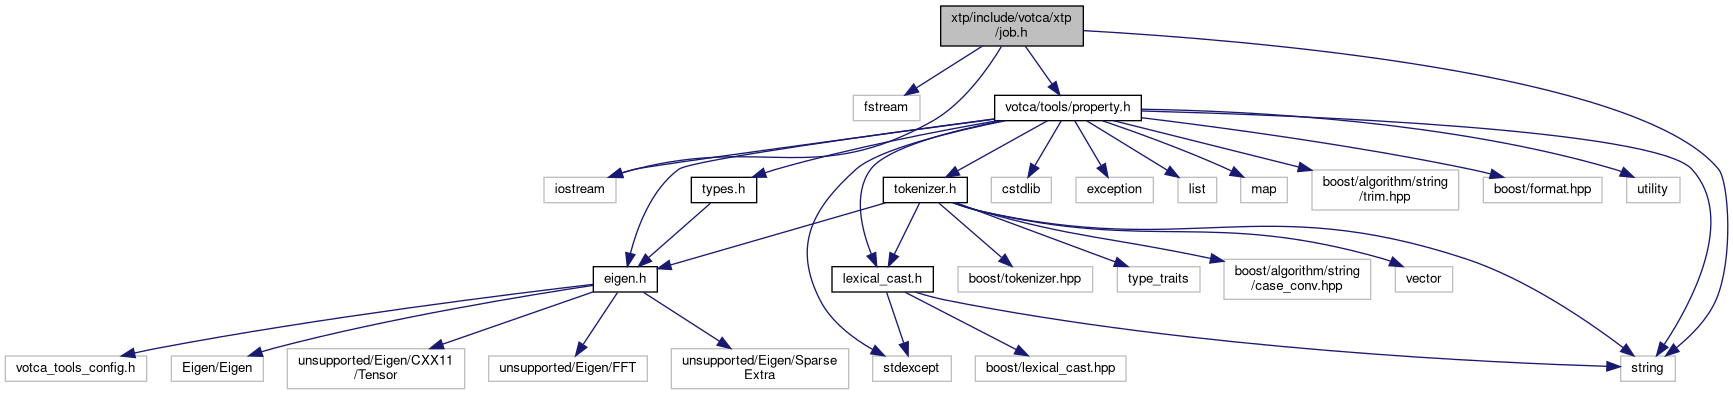 xtp/include/votca/xtp
/job.h
fstream
votca/tools/property.h
iostream
types.h
tokenizer.h
cstdlib
exception
list
map
boost/algorithm/string
/trim.hpp
boost/format.hpp
utility
eigen.h
lexical_cast.h
boost/tokenizer.hpp
type_traits
boost/algorithm/string
/case_conv.hpp
vector
votca_tools_config.h
Eigen/Eigen
unsupported/Eigen/CXX11
/Tensor
unsupported/Eigen/FFT
unsupported/Eigen/Sparse
Extra
stdexcept
boost/lexical_cast.hpp
string